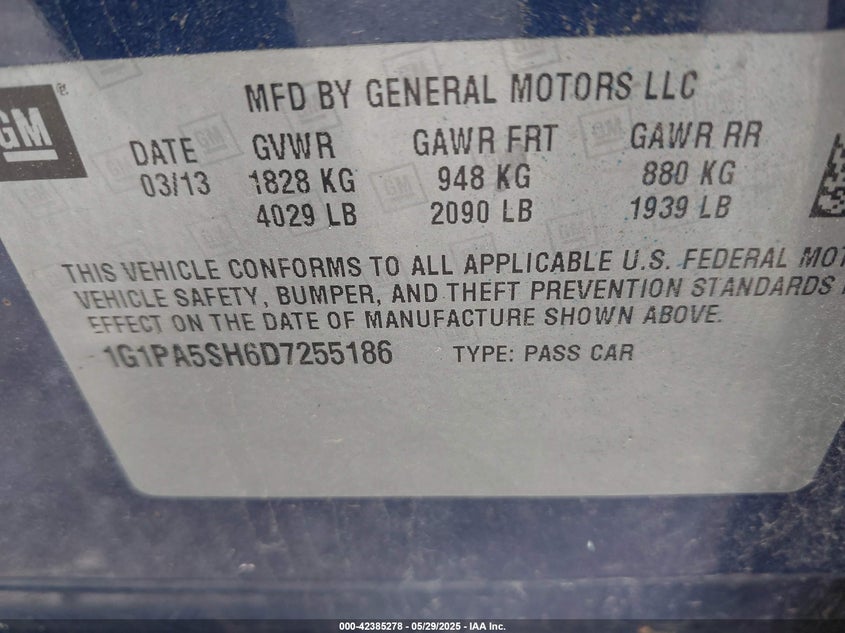 GM ®
MFD BY GENERAL MOTORS LLC
DATE GVWR GAWR FRT GAWR RR
03/13 1828 KG 948 KG 880 KG
4029 LB 2090 LB 1939 LB
THIS VEHICLE CONFORMS TO ALL APPLICABLE U.S. FEDERAL MOT
VEHICLE SAFETY, BUMPER, AND THEFT PREVENTION STANDARDS
EFFECT ON THE DATE OF MANUFACTURE SHOWN ABOVE.
1G1PA5SH6D7255186 TYPE: PASS CAR
000-42385278 - 05/29/2025 - IAA Inc.